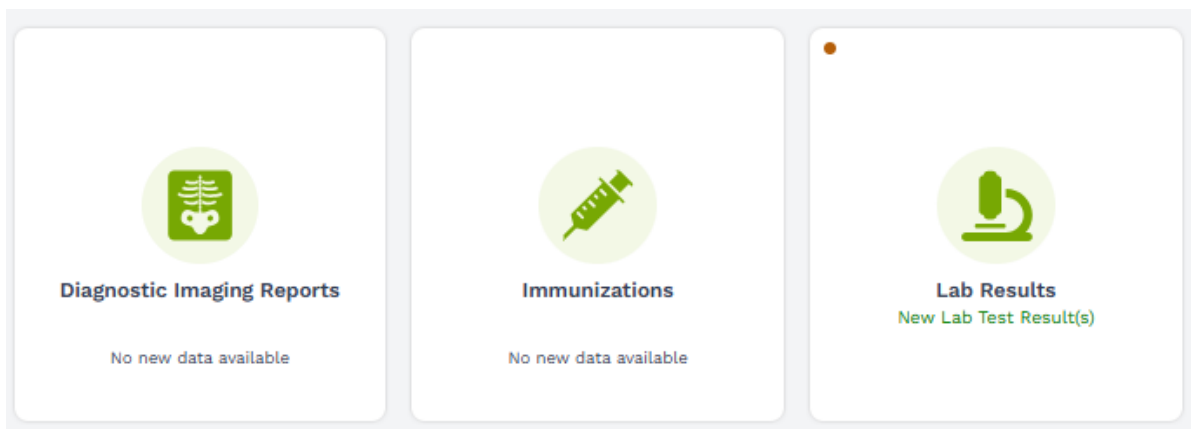 Diagnostic Imaging Reports
No new data available
Immunizations
No new data available
Lab Results
New Lab Test Result(s)